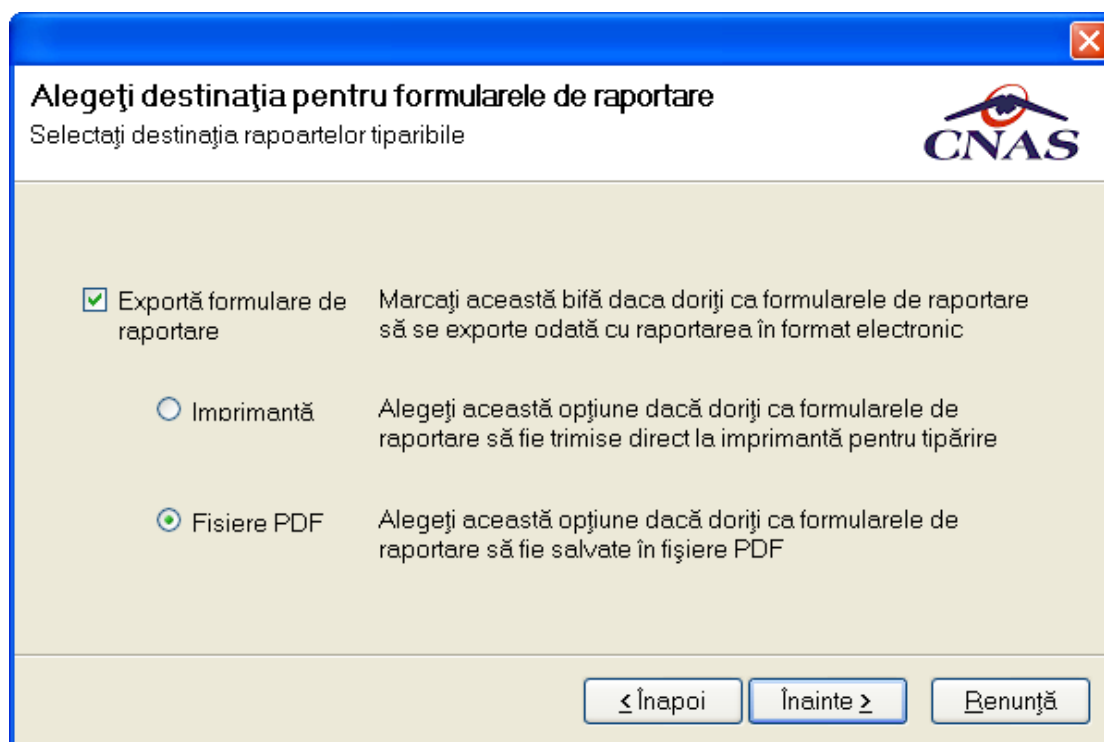 Alegeţi destinaţia pentru formularele de raportare
Selectaţi destinaţia rapoartelor tiparibile
CNAS
Exportă formulare de
raportare
Marcaţi această bifă daca doriţi ca formularele de raportare
să se exporte odată cu raportarea în format electronic
Imprimantă
Alegeţi această opţiune dacă doriţi ca formularele de
raportare să fie trimise direct la imprimantă pentru tipărire
Fisiere PDF
Alegeţi această opţiune dacă doriţi ca formularele de
raportare să fie salvate în fişiere PDF
< Înapoi
Înainte >
Renunţă